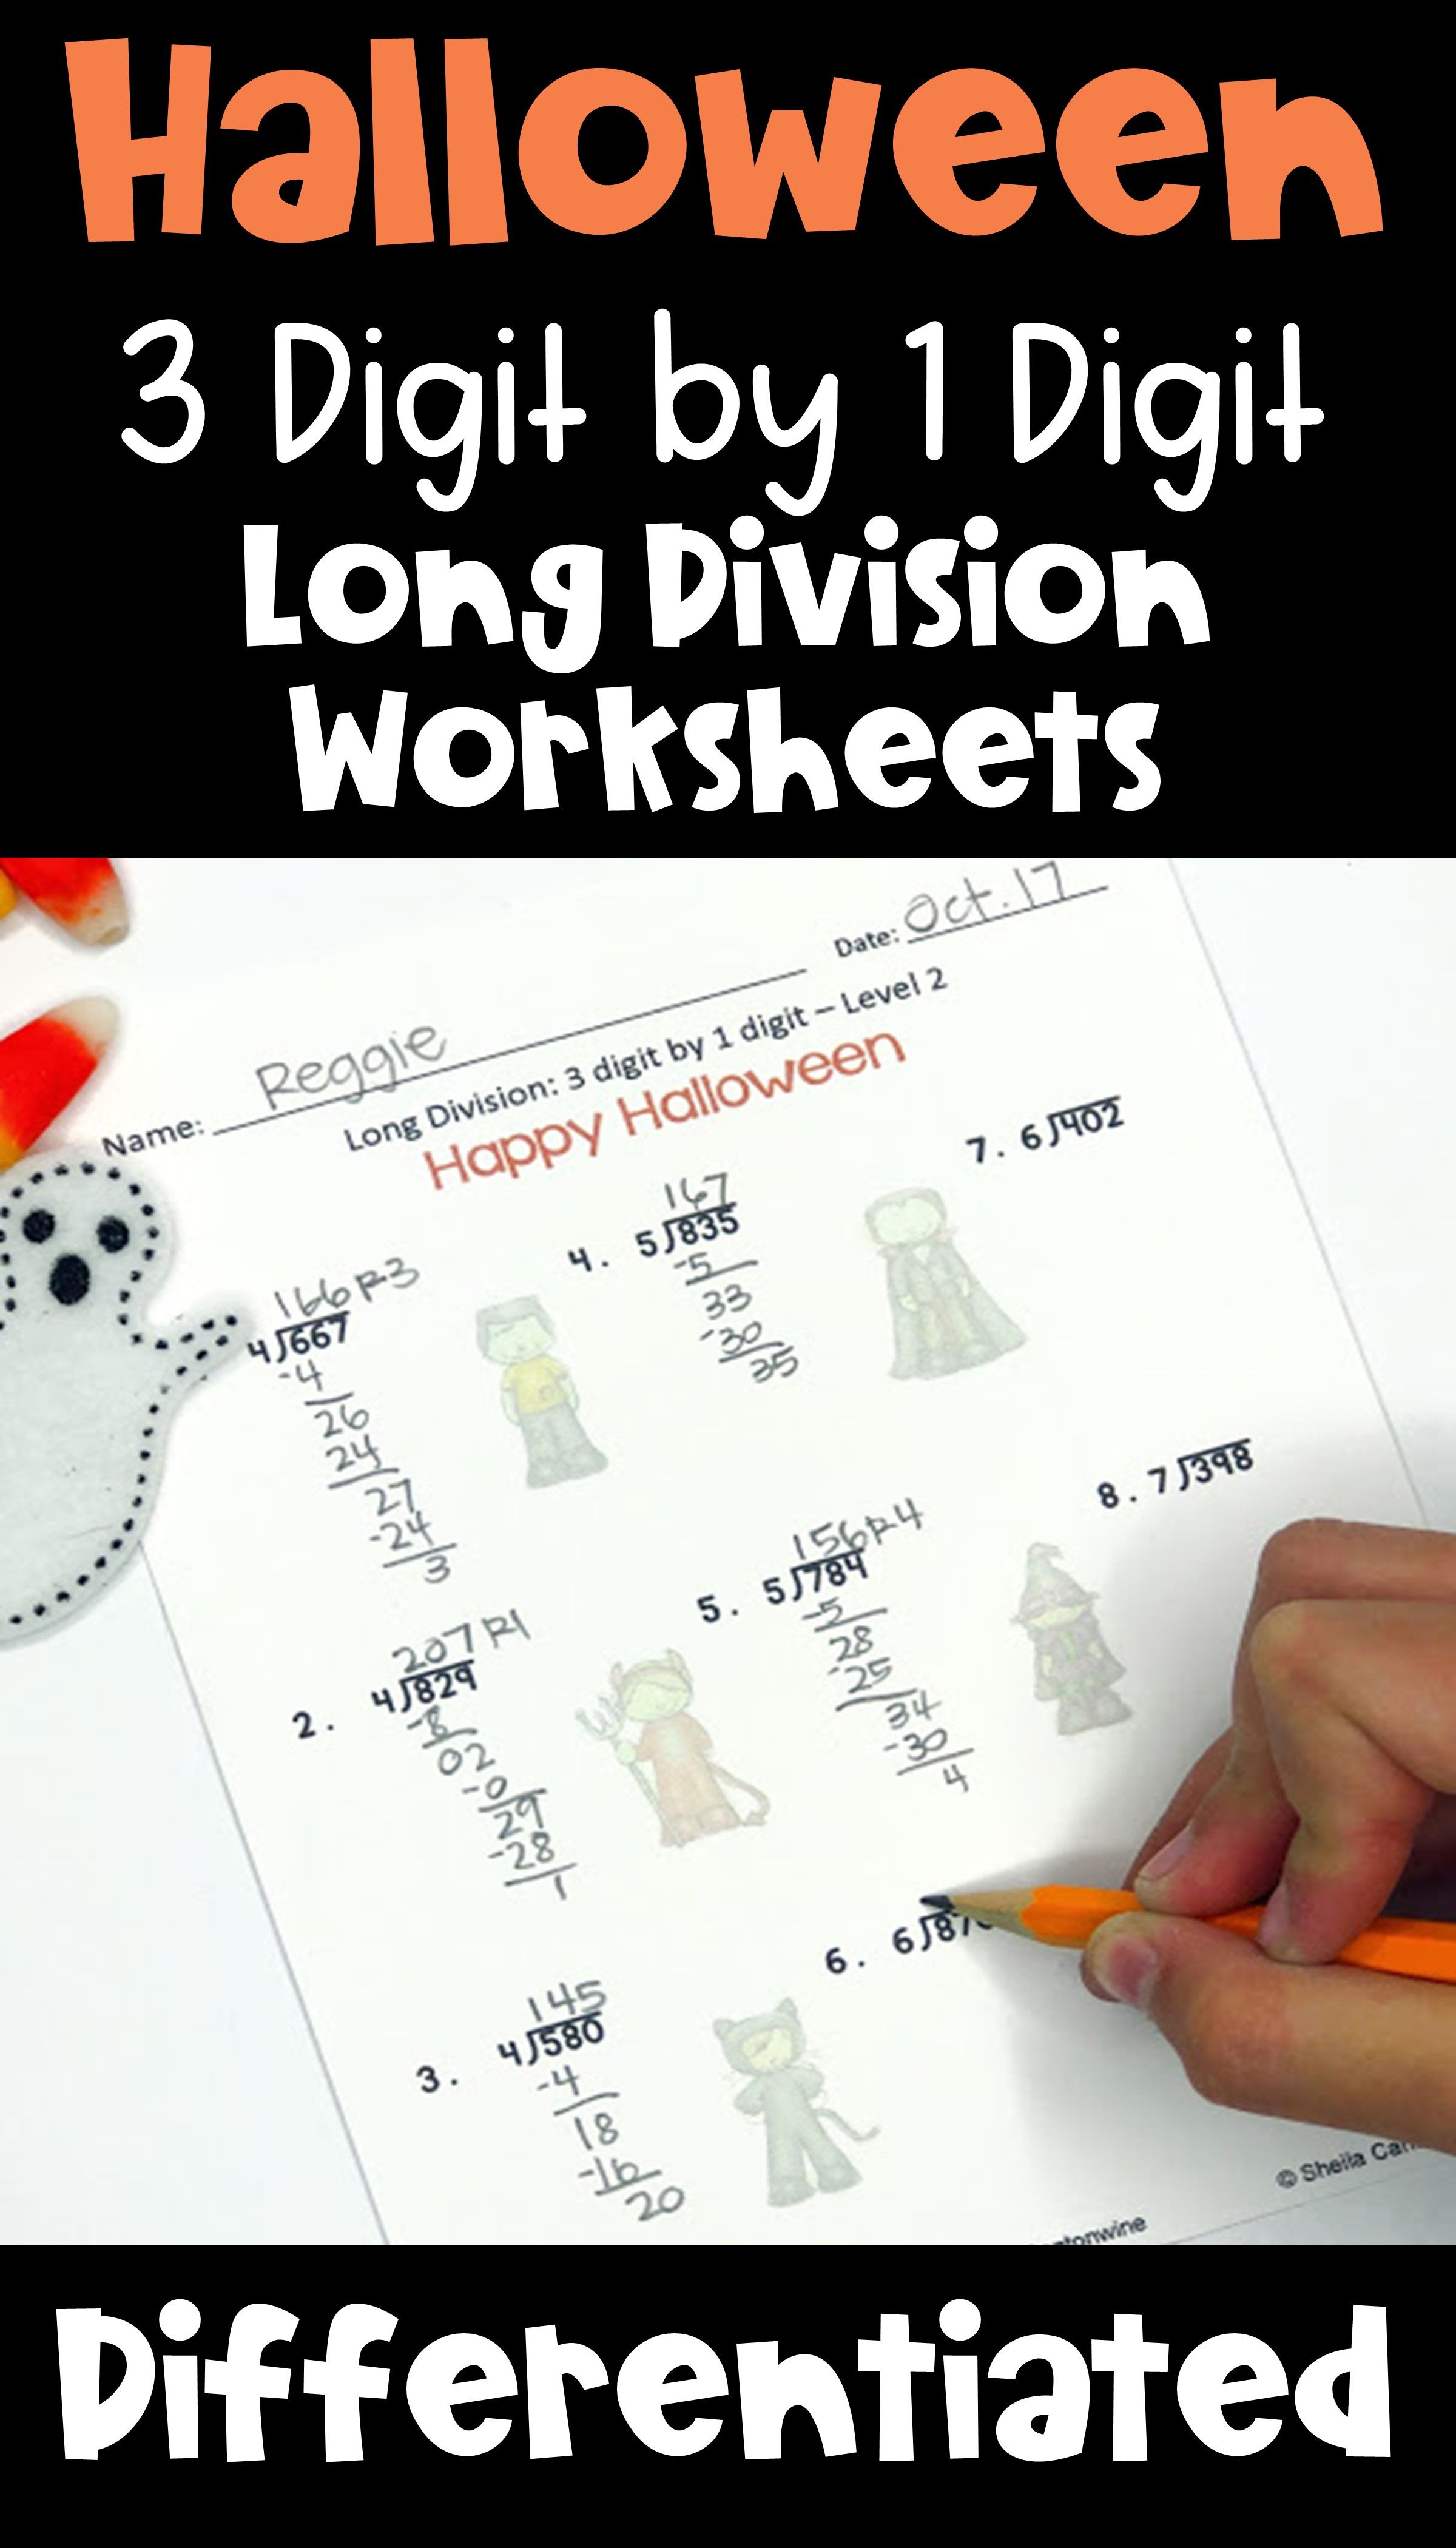 Halloween
3 Digit by 1 Digit
Long Division
Worksheets
Name: Reggie
Date: Oct. 17
Long Division: 3 digit by 1 digit – Level 2
Happy Halloween
166 R3
4)667
-4
26
24
27
-24
3
2. 207 R1
4)829
-8
02
-0
29
-28
1
3. 145
4)580
-4
18
-16
20
4. 167
5)835
-5
33
-30
35
5. 156 R4
5)784
-5
28
-25
34
-30
4
6. 6)87
7. 6)402
8. 7)398
© Sheila
Differentiated